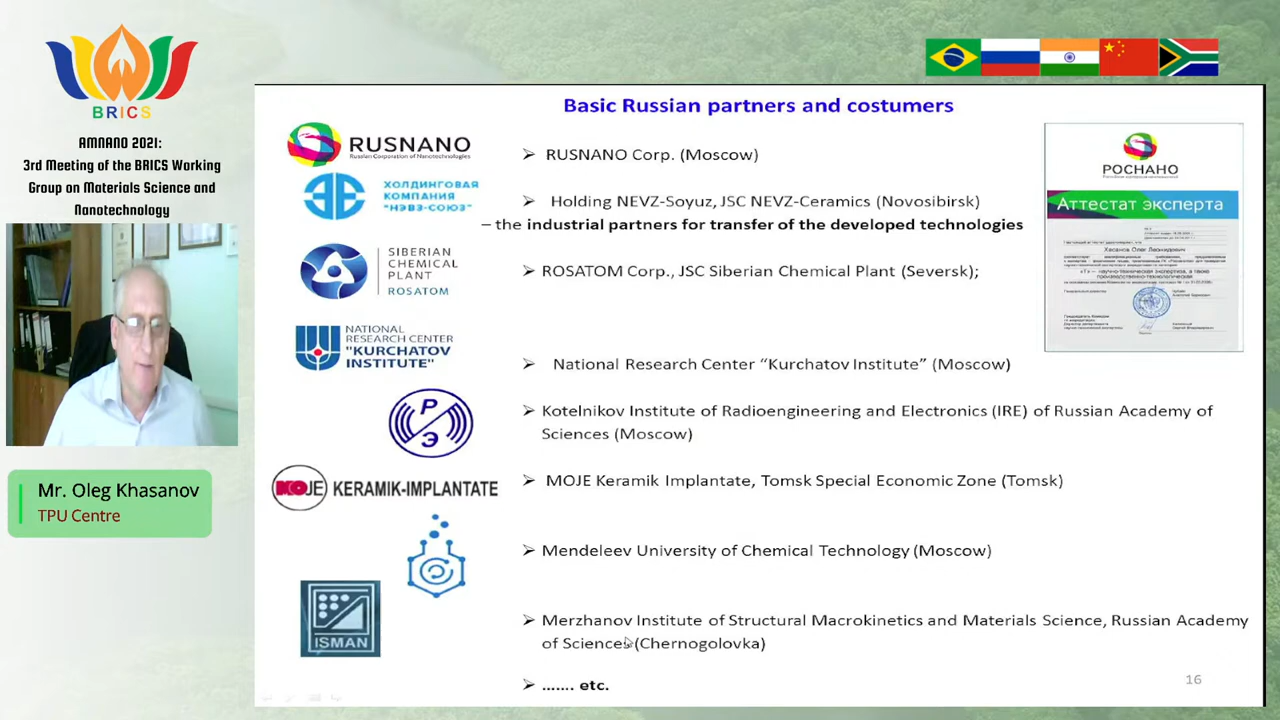 BRICS
AMNANO 2021:
3rd Meeting of the BRICS Working
Group on Materials Science and
Nanotechnology
Mr. Oleg Khasanov
TPU Centre
Basic Russian partners and costumers
RUSNANO
Russian Corporation of Nanotechnologies
➢ RUSNANO Corp. (Moscow)
ХОЛДИНГОВАЯ
КОМПАНИЯ
"НЭВЗ-СОЮЗ"
➢ Holding NEVZ-Soyuz, JSC NEVZ-Ceramics (Novosibirsk)
– the industrial partners for transfer of the developed technologies
SIBERIAN
CHEMICAL
PLANT
ROSATOM
➢ ROSATOM Corp., JSC Siberian Chemical Plant (Seversk);
NATIONAL
RESEARCH CENTER
"KURCHATOV
INSTITUTE"
➢ National Research Center “Kurchatov Institute” (Moscow)
Р
Э
➢ Kotelnikov Institute of Radioengineering and Electronics (IRE) of Russian Academy of
Sciences (Moscow)
MOJE KERAMIK-IMPLANTATE
➢ MOJE Keramik Implantate, Tomsk Special Economic Zone (Tomsk)
➢ Mendeleev University of Chemical Technology (Moscow)
ISMAN
➢ Merzhanov Institute of Structural Macrokinetics and Materials Science, Russian Academy
of Sciences (Chernogolovka)
➢ ....... etc.
РОСНАНО
Аттестат эксперта
Хасанов Олег Леонидович
16